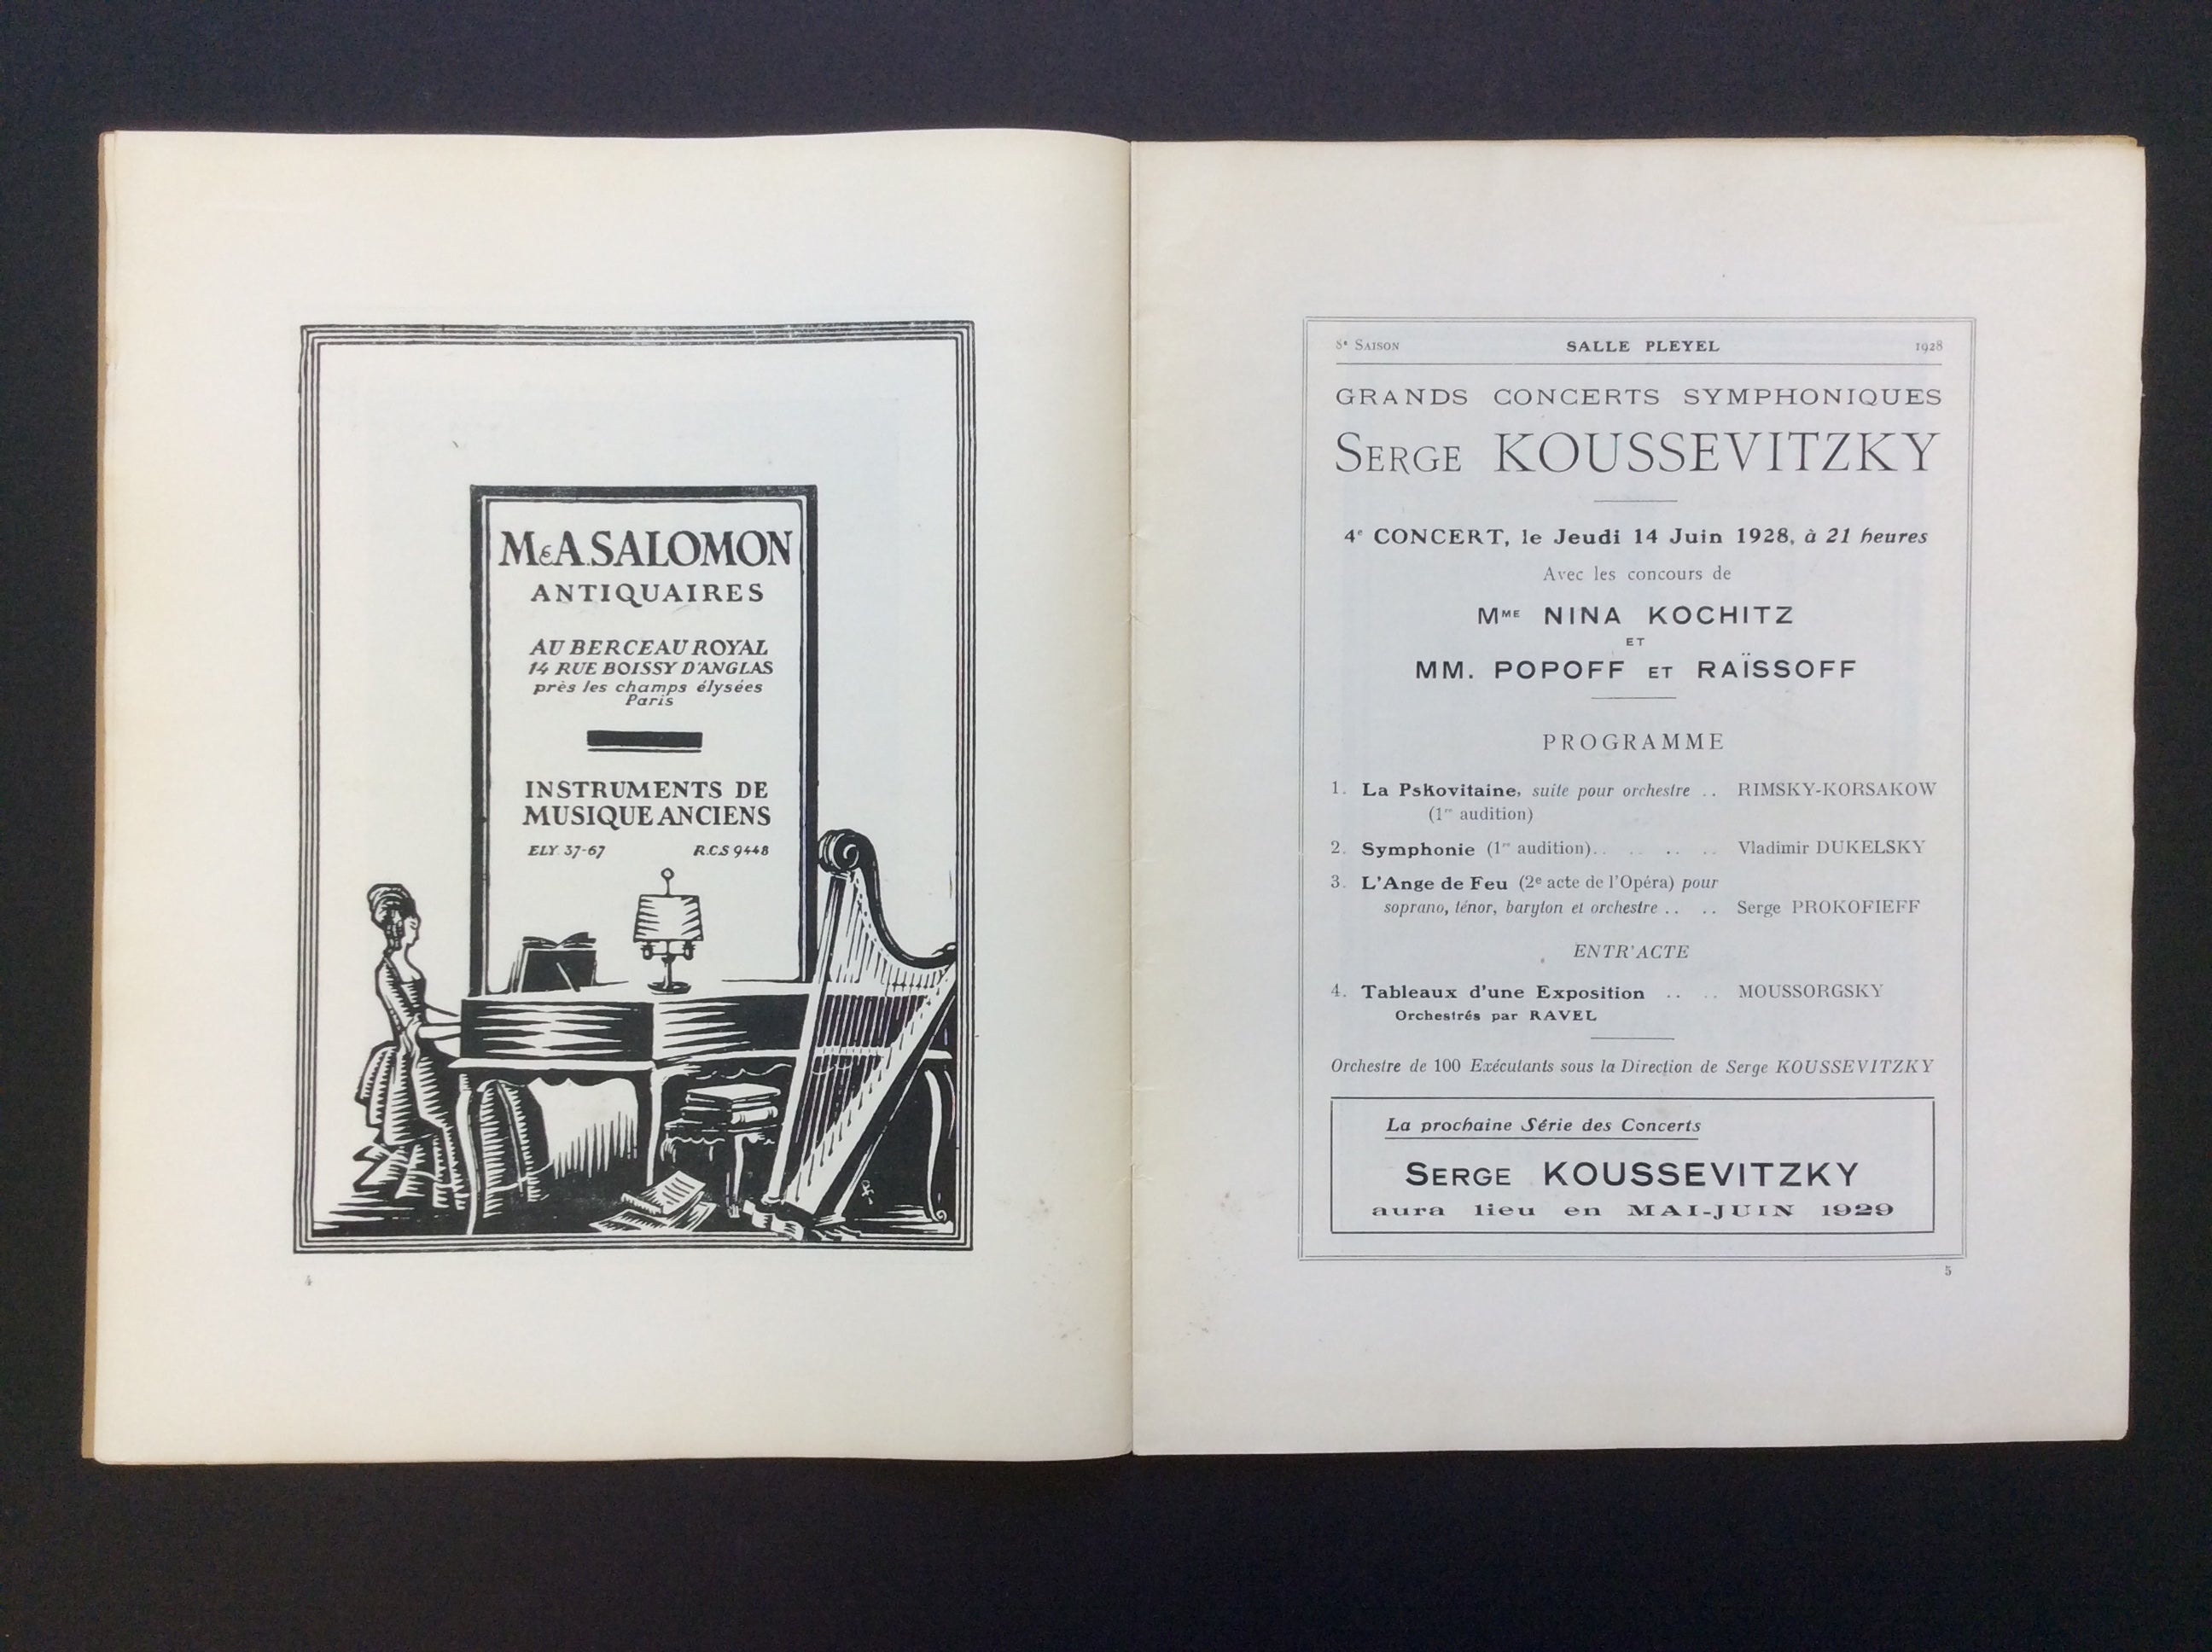 M&A.SALOMON
ANTIQUAIRES
AU BERCEAU ROYAL
14 RUE BOISSY D'ANGLAS
près les champs élysées
Paris
INSTRUMENTS DE
MUSIQUE ANCIENS
ELY. 37-67 R.C.S 9448
4
8e SAISON SALLE PLEYEL 1928
GRANDS CONCERTS SYMPHONIQUES
SERGE KOUSSEVITZKY
4e CONCERT, le Jeudi 14 Juin 1928, à 21 heures
Avec les concours de
MME NINA KOCHITZ
ET
MM. POPOFF ET RAÏSSOFF
PROGRAMME
1. La Pskovitaine, suite pour orchestre .. RIMSKY-KORSAKOW
(1re audition)
2. Symphonie (1re audition).. .. .. .. Vladimir DUKELSKY
3. L'Ange de Feu (2e acte de l'Opéra) pour
soprano, ténor, baryton et orchestre .. .. Serge PROKOFIEFF
ENTR'ACTE
4. Tableaux d'une Exposition .. .. MOUSSORGSKY
Orchestrés par RAVEL
Orchestre de 100 Exécutants sous la Direction de Serge KOUSSEVITZKY
La prochaine Série des Concerts
SERGE KOUSSEVITZKY
aura lieu en MAI-JUIN 1929
5